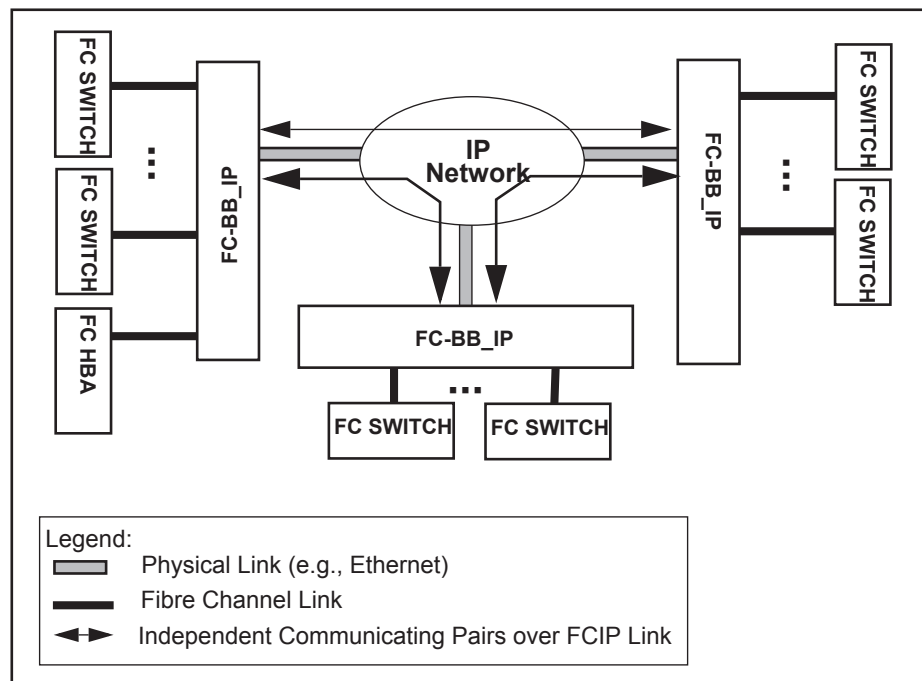 FC SWITCH
...
FC SWITCH
FC HBA
FC-BB_IP
IP
Network
FC-BB_IP
FC SWITCH
...
FC SWITCH
FC-BB_IP
...
FC SWITCH
FC SWITCH
Legend:
Physical Link (e.g., Ethernet)
Fibre Channel Link
Independent Communicating Pairs over FCIP Link